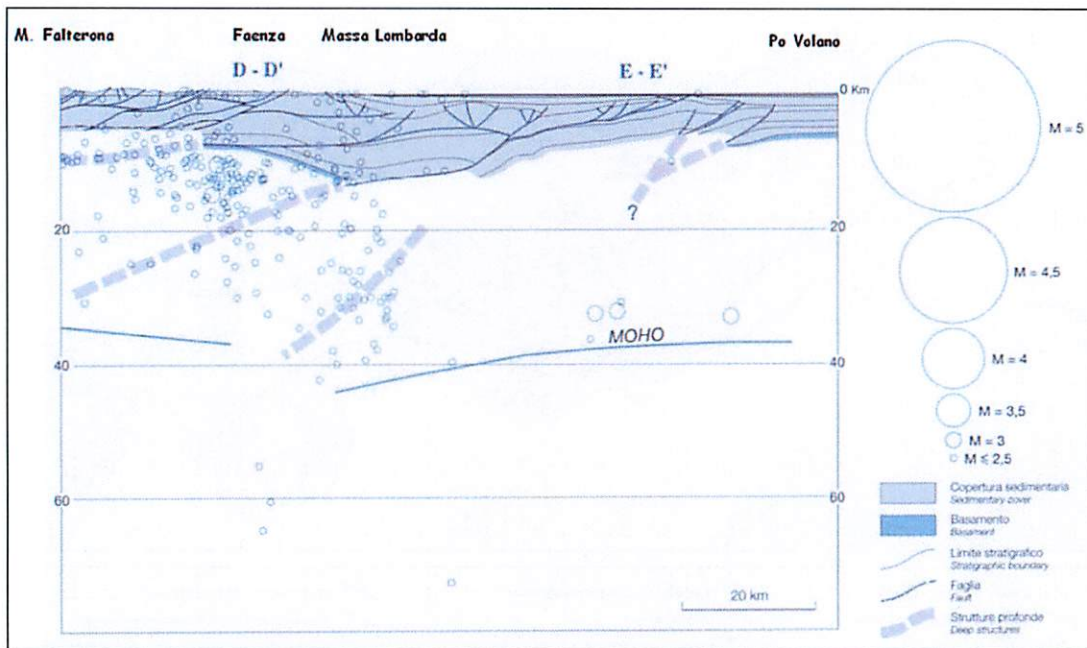 M. Falterona Faenza Massa Lombarda Po Volano
D - D' E - E'
0 Km
M = 5
?
20 20
M = 4,5
MOHO
40 40
M = 4
M = 3,5
M = 3
M ⩽ 2,5
60 60
Copertura sedimentaria
Sedimentary cover
Basamento
Basement
Limite stratigrafico
Stratigraphic boundary
Faglia
Fault
20 km
Strutture profonde
Deep structures